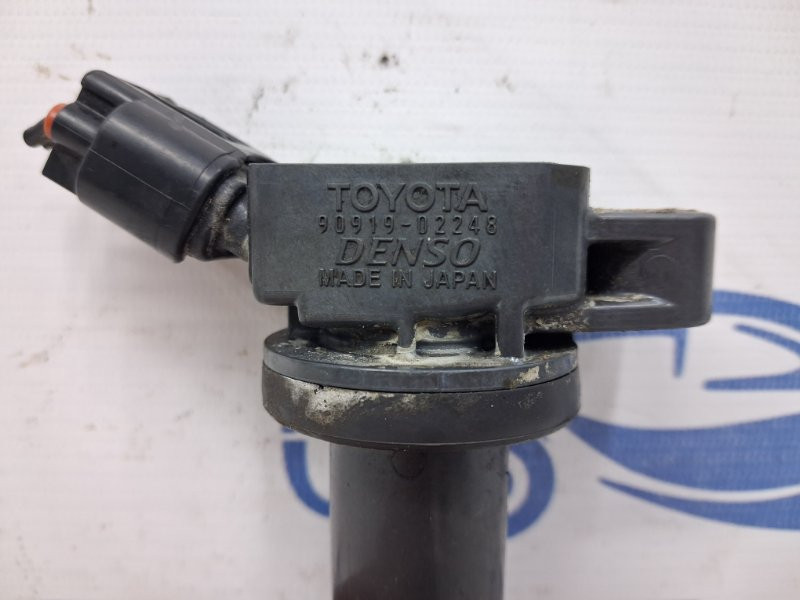 TOYOTA
90919-02248
DENSO
MADE IN JAPAN